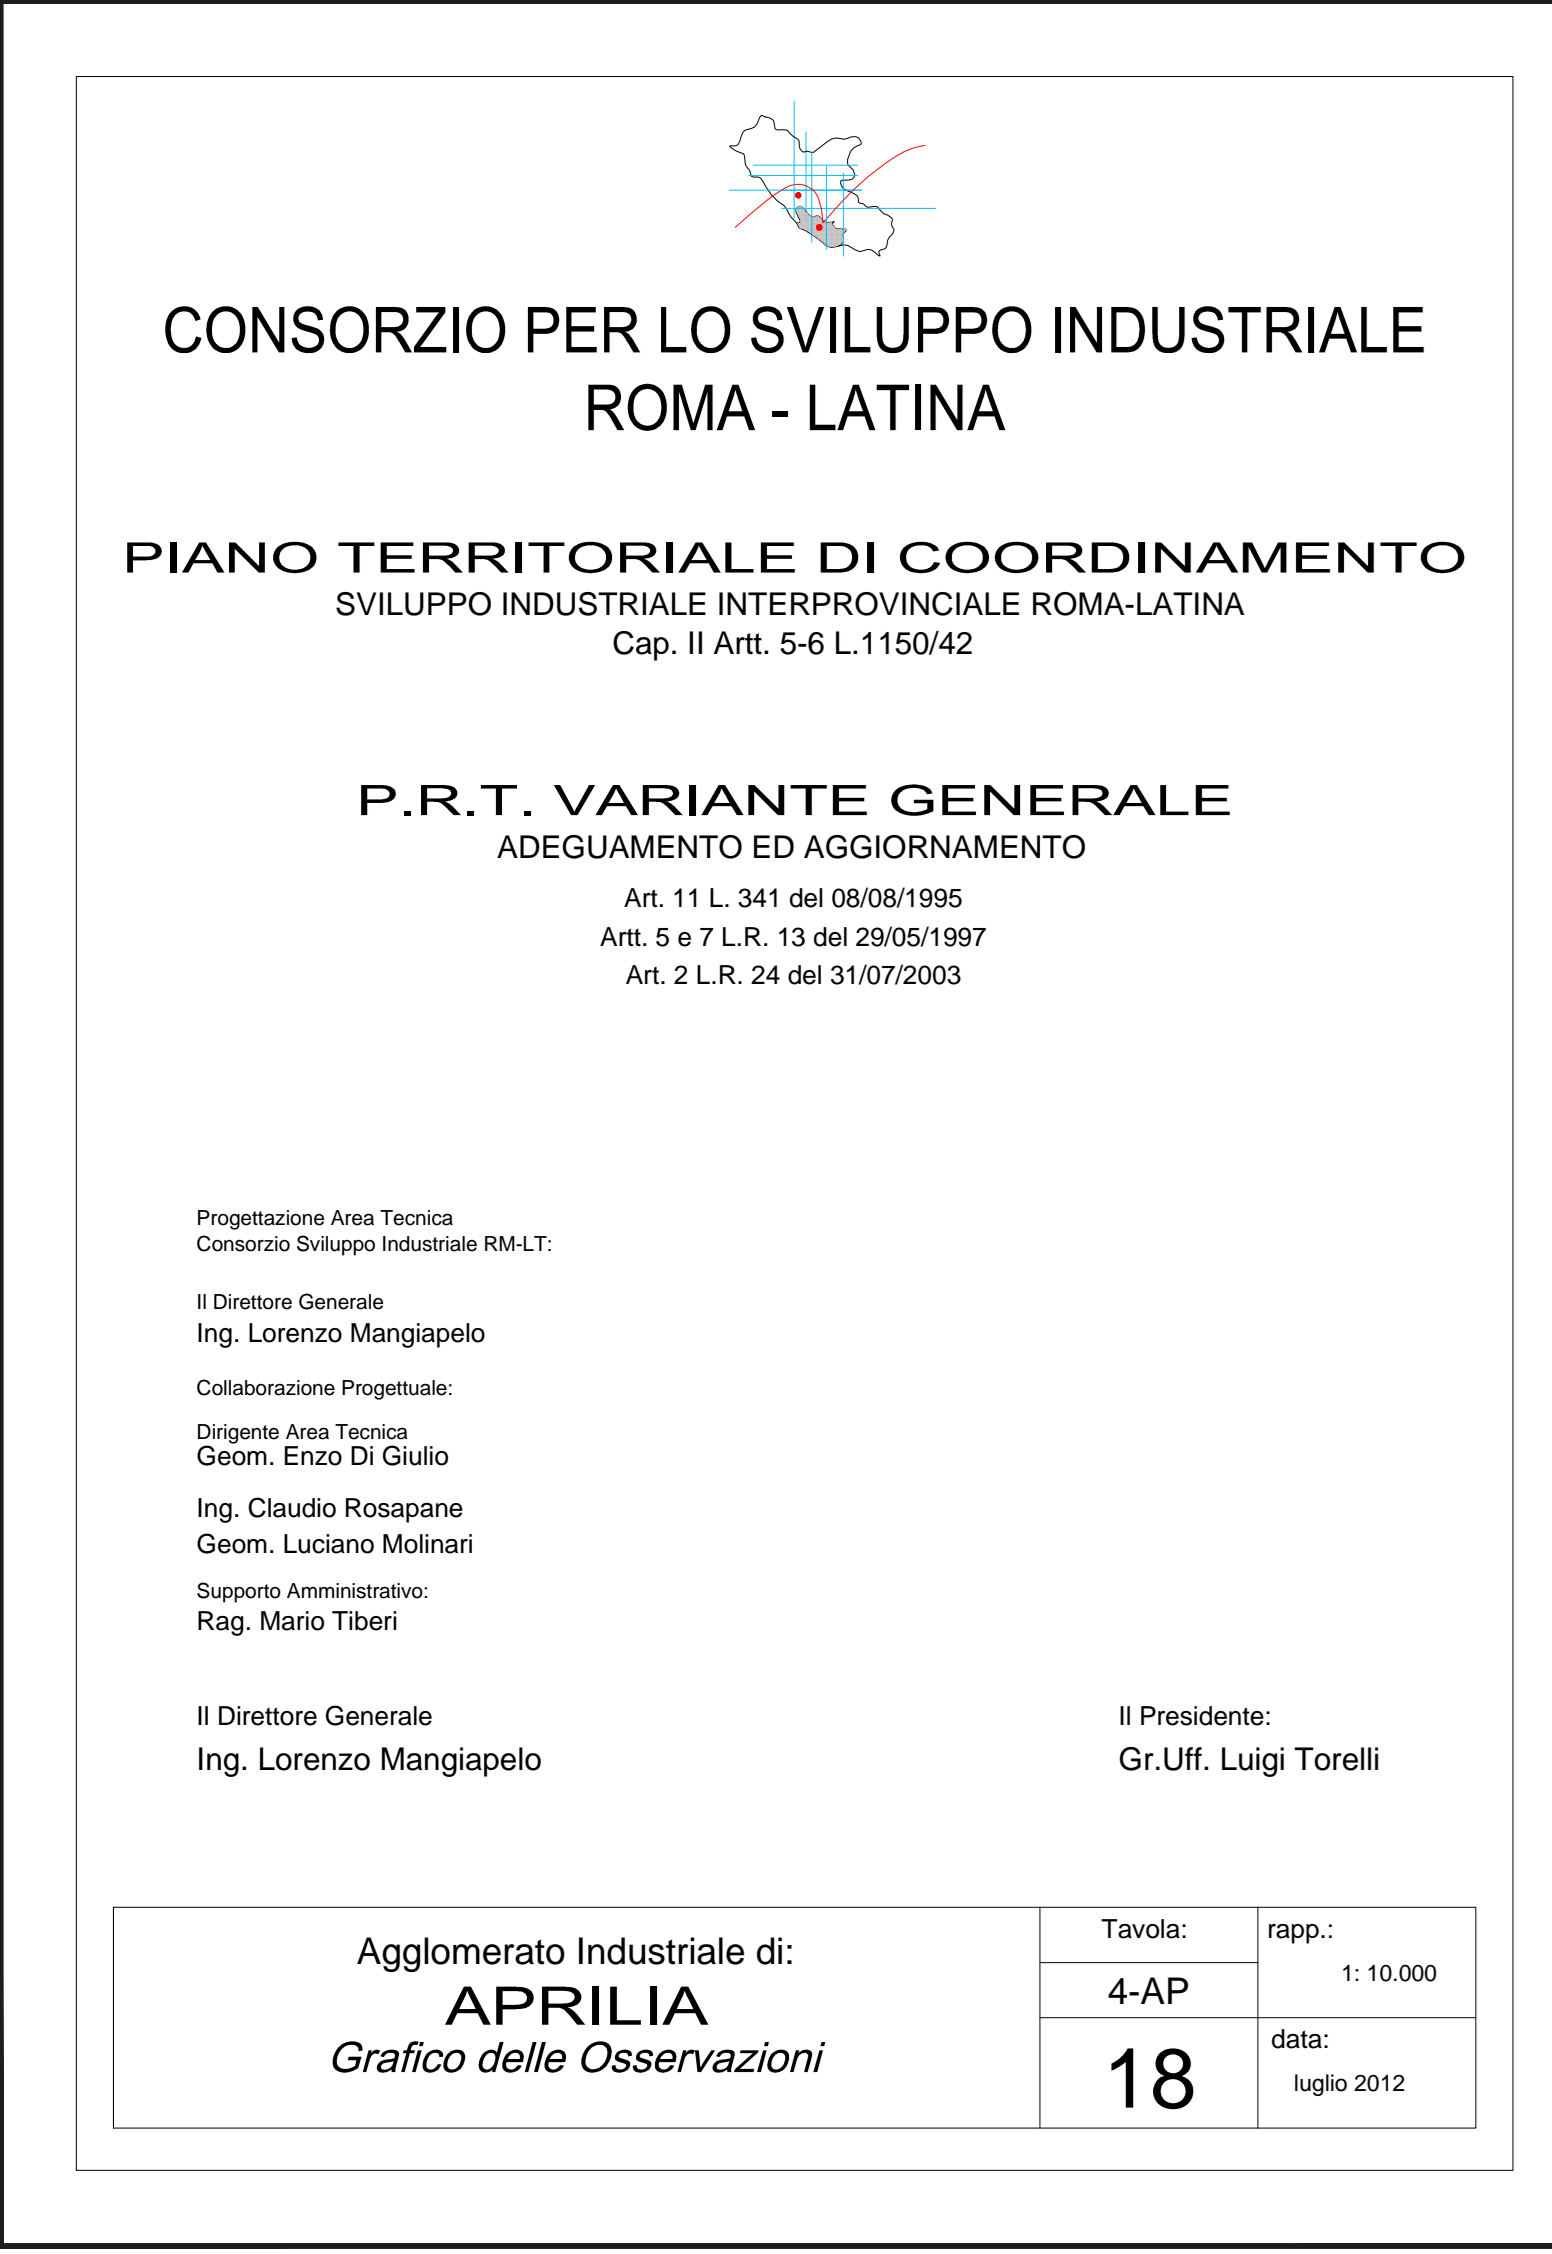 CONSORZIO PER LO SVILUPPO INDUSTRIALE
ROMA - LATINA
PIANO TERRITORIALE DI COORDINAMENTO
SVILUPPO INDUSTRIALE INTERPROVINCIALE ROMA-LATINA
Cap. II Artt. 5-6 L.1150/42
P.R.T. VARIANTE GENERALE
ADEGUAMENTO ED AGGIORNAMENTO
Art. 11 L. 341 del 08/08/1995
Artt. 5 e 7 L.R. 13 del 29/05/1997
Art. 2 L.R. 24 del 31/07/2003
Progettazione Area Tecnica
Consorzio Sviluppo Industriale RM-LT:
Il Direttore Generale
Ing. Lorenzo Mangiapelo
Collaborazione Progettuale:
Dirigente Area Tecnica
Geom. Enzo Di Giulio
Ing. Claudio Rosapane
Geom. Luciano Molinari
Supporto Amministrativo:
Rag. Mario Tiberi
Il Direttore Generale
Ing. Lorenzo Mangiapelo
Il Presidente:
Gr.Uff. Luigi Torelli
Agglomerato Industriale di:
APRILIA
Grafico delle Osservazioni
Tavola:
4-AP
18
rapp.:
1: 10.000
data:
luglio 2012